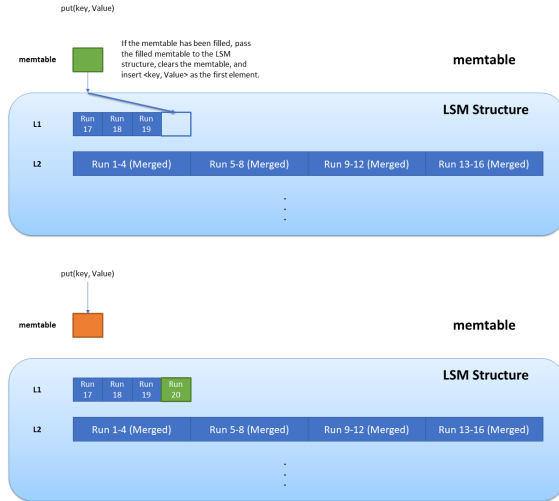 put(key, Value)
If the memtable has been filled, pass
the filled memtable to the LSM
structure, clears the memtable, and
insert <key, Value> as the first element.
memtable
memtable
LSM Structure
L1
Run 17
Run 18
Run 19
L2
Run 1-4 (Merged)
Run 5-8 (Merged)
Run 9-12 (Merged)
Run 13-16 (Merged)
.
.
.
put(key, Value)
memtable
memtable
LSM Structure
L1
Run 17
Run 18
Run 19
Run 20
L2
Run 1-4 (Merged)
Run 5-8 (Merged)
Run 9-12 (Merged)
Run 13-16 (Merged)
.
.
.